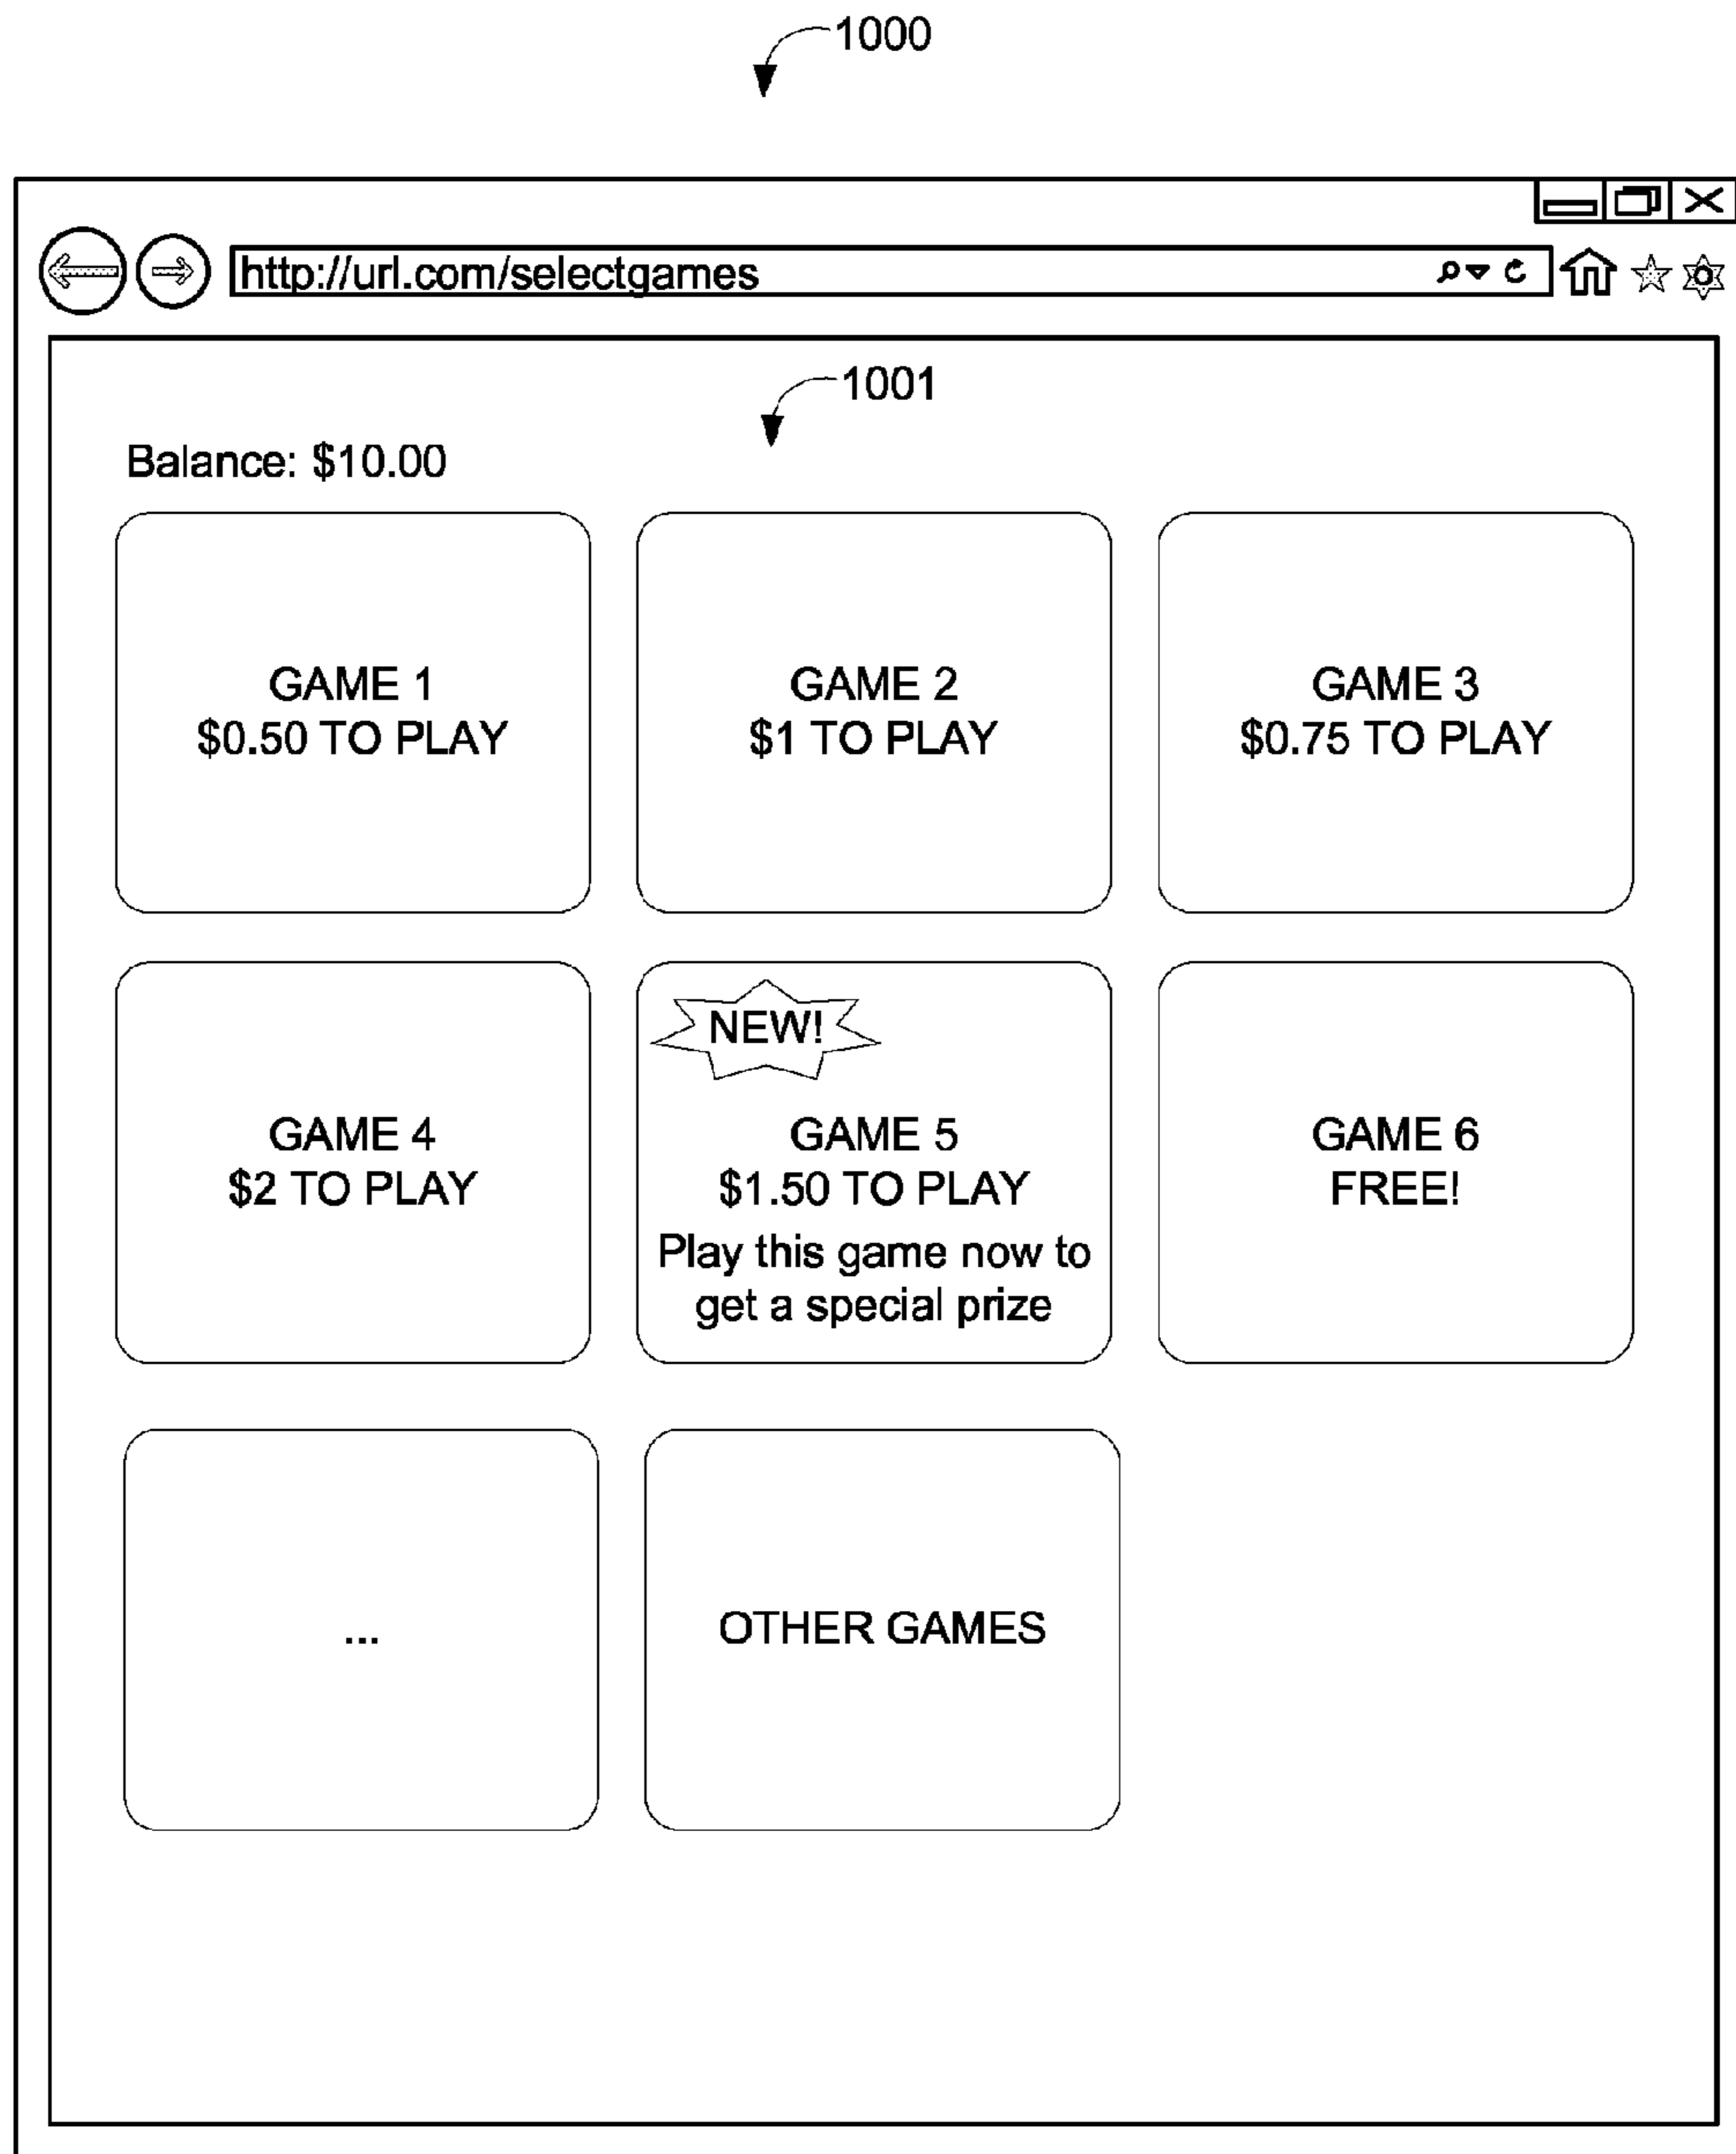 1000
http://url.com/selectgames
1001
Balance: $10.00
GAME 1
$0.50 TO PLAY
GAME 2
$1 TO PLAY
GAME 3
$0.75 TO PLAY
GAME 4
$2 TO PLAY
NEW!
GAME 5
$1.50 TO PLAY
Play this game now to
get a special prize
GAME 6
FREE!
...
OTHER GAMES